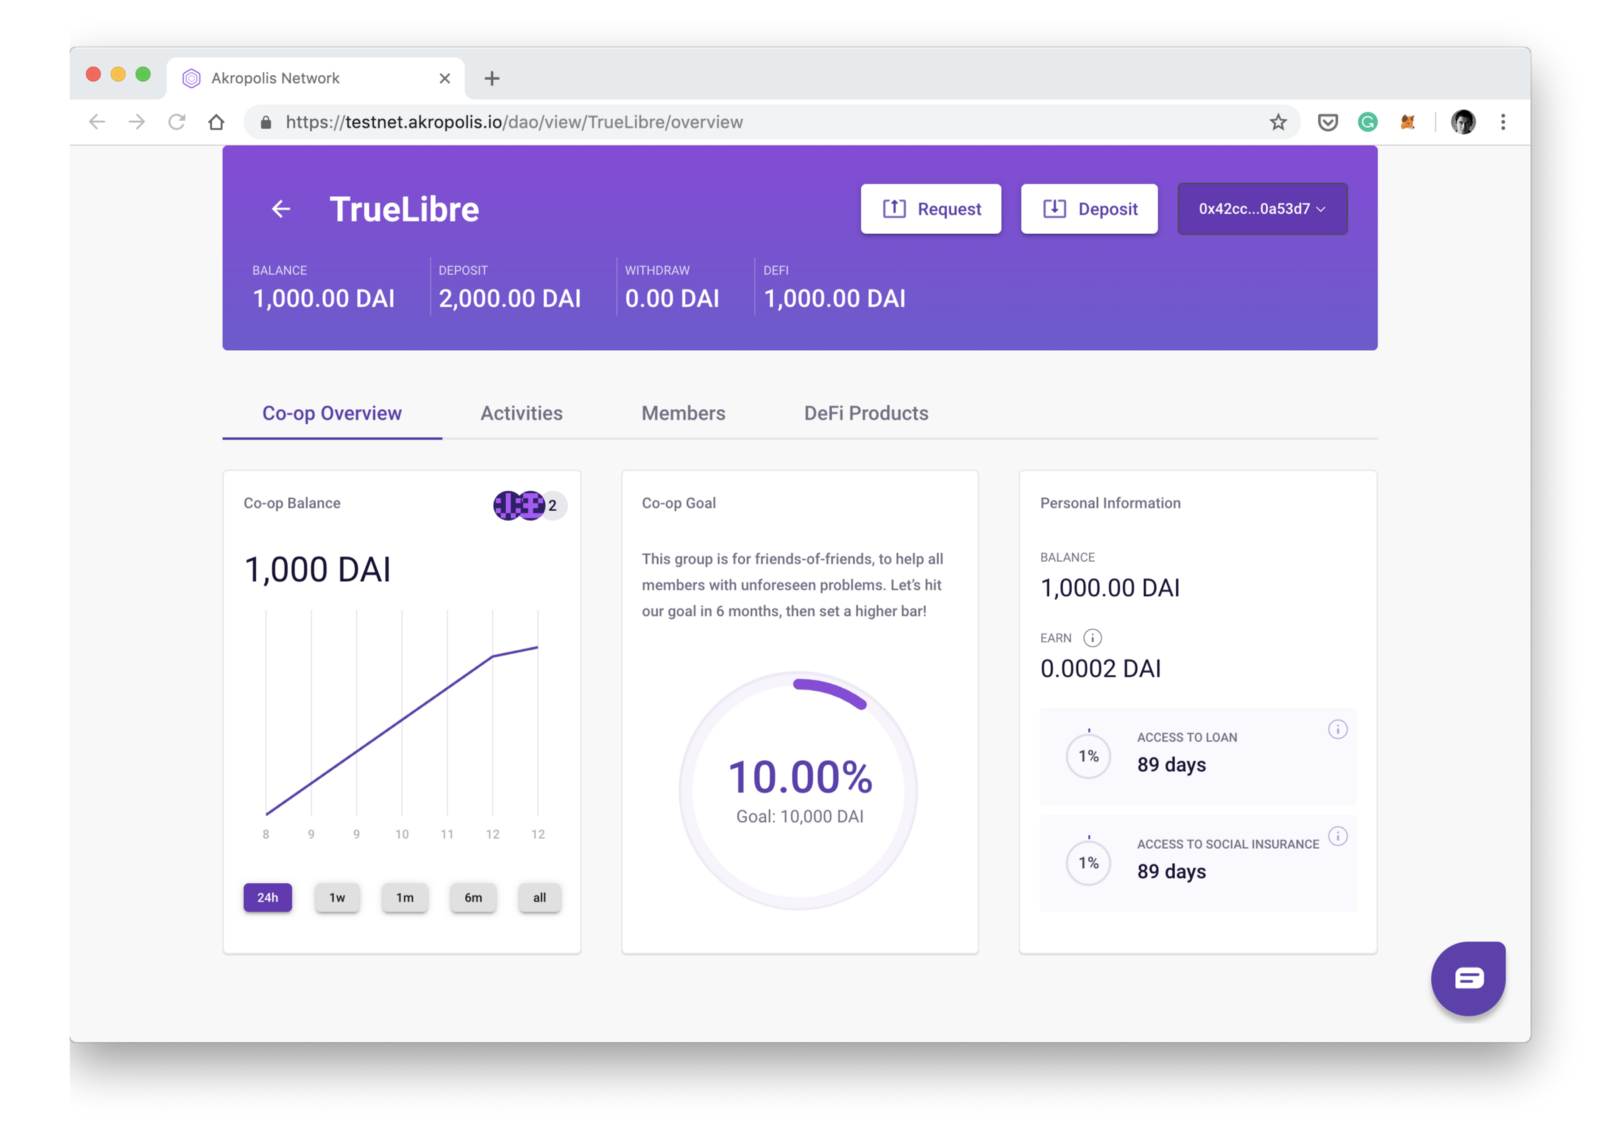 Akropolis Network
https://testnet.akropolis.io/dao/view/TrueLibre/overview
TrueLibre
Request
Deposit
0x42cc...0a53d7
BALANCE
1,000.00 DAI
DEPOSIT
2,000.00 DAI
WITHDRAW
0.00 DAI
DEFI
1,000.00 DAI
Co-op Overview
Activities
Members
DeFi Products
Co-op Balance
2
1,000 DAI
8 9 9 10 11 12 12
24h
1w
1m
6m
all
Co-op Goal
This group is for friends-of-friends, to help all
members with unforeseen problems. Let’s hit
our goal in 6 months, then set a higher bar!
10.00%
Goal: 10,000 DAI
Personal Information
BALANCE
1,000.00 DAI
EARN
0.0002 DAI
1%
ACCESS TO LOAN
89 days
1%
ACCESS TO SOCIAL INSURANCE
89 days